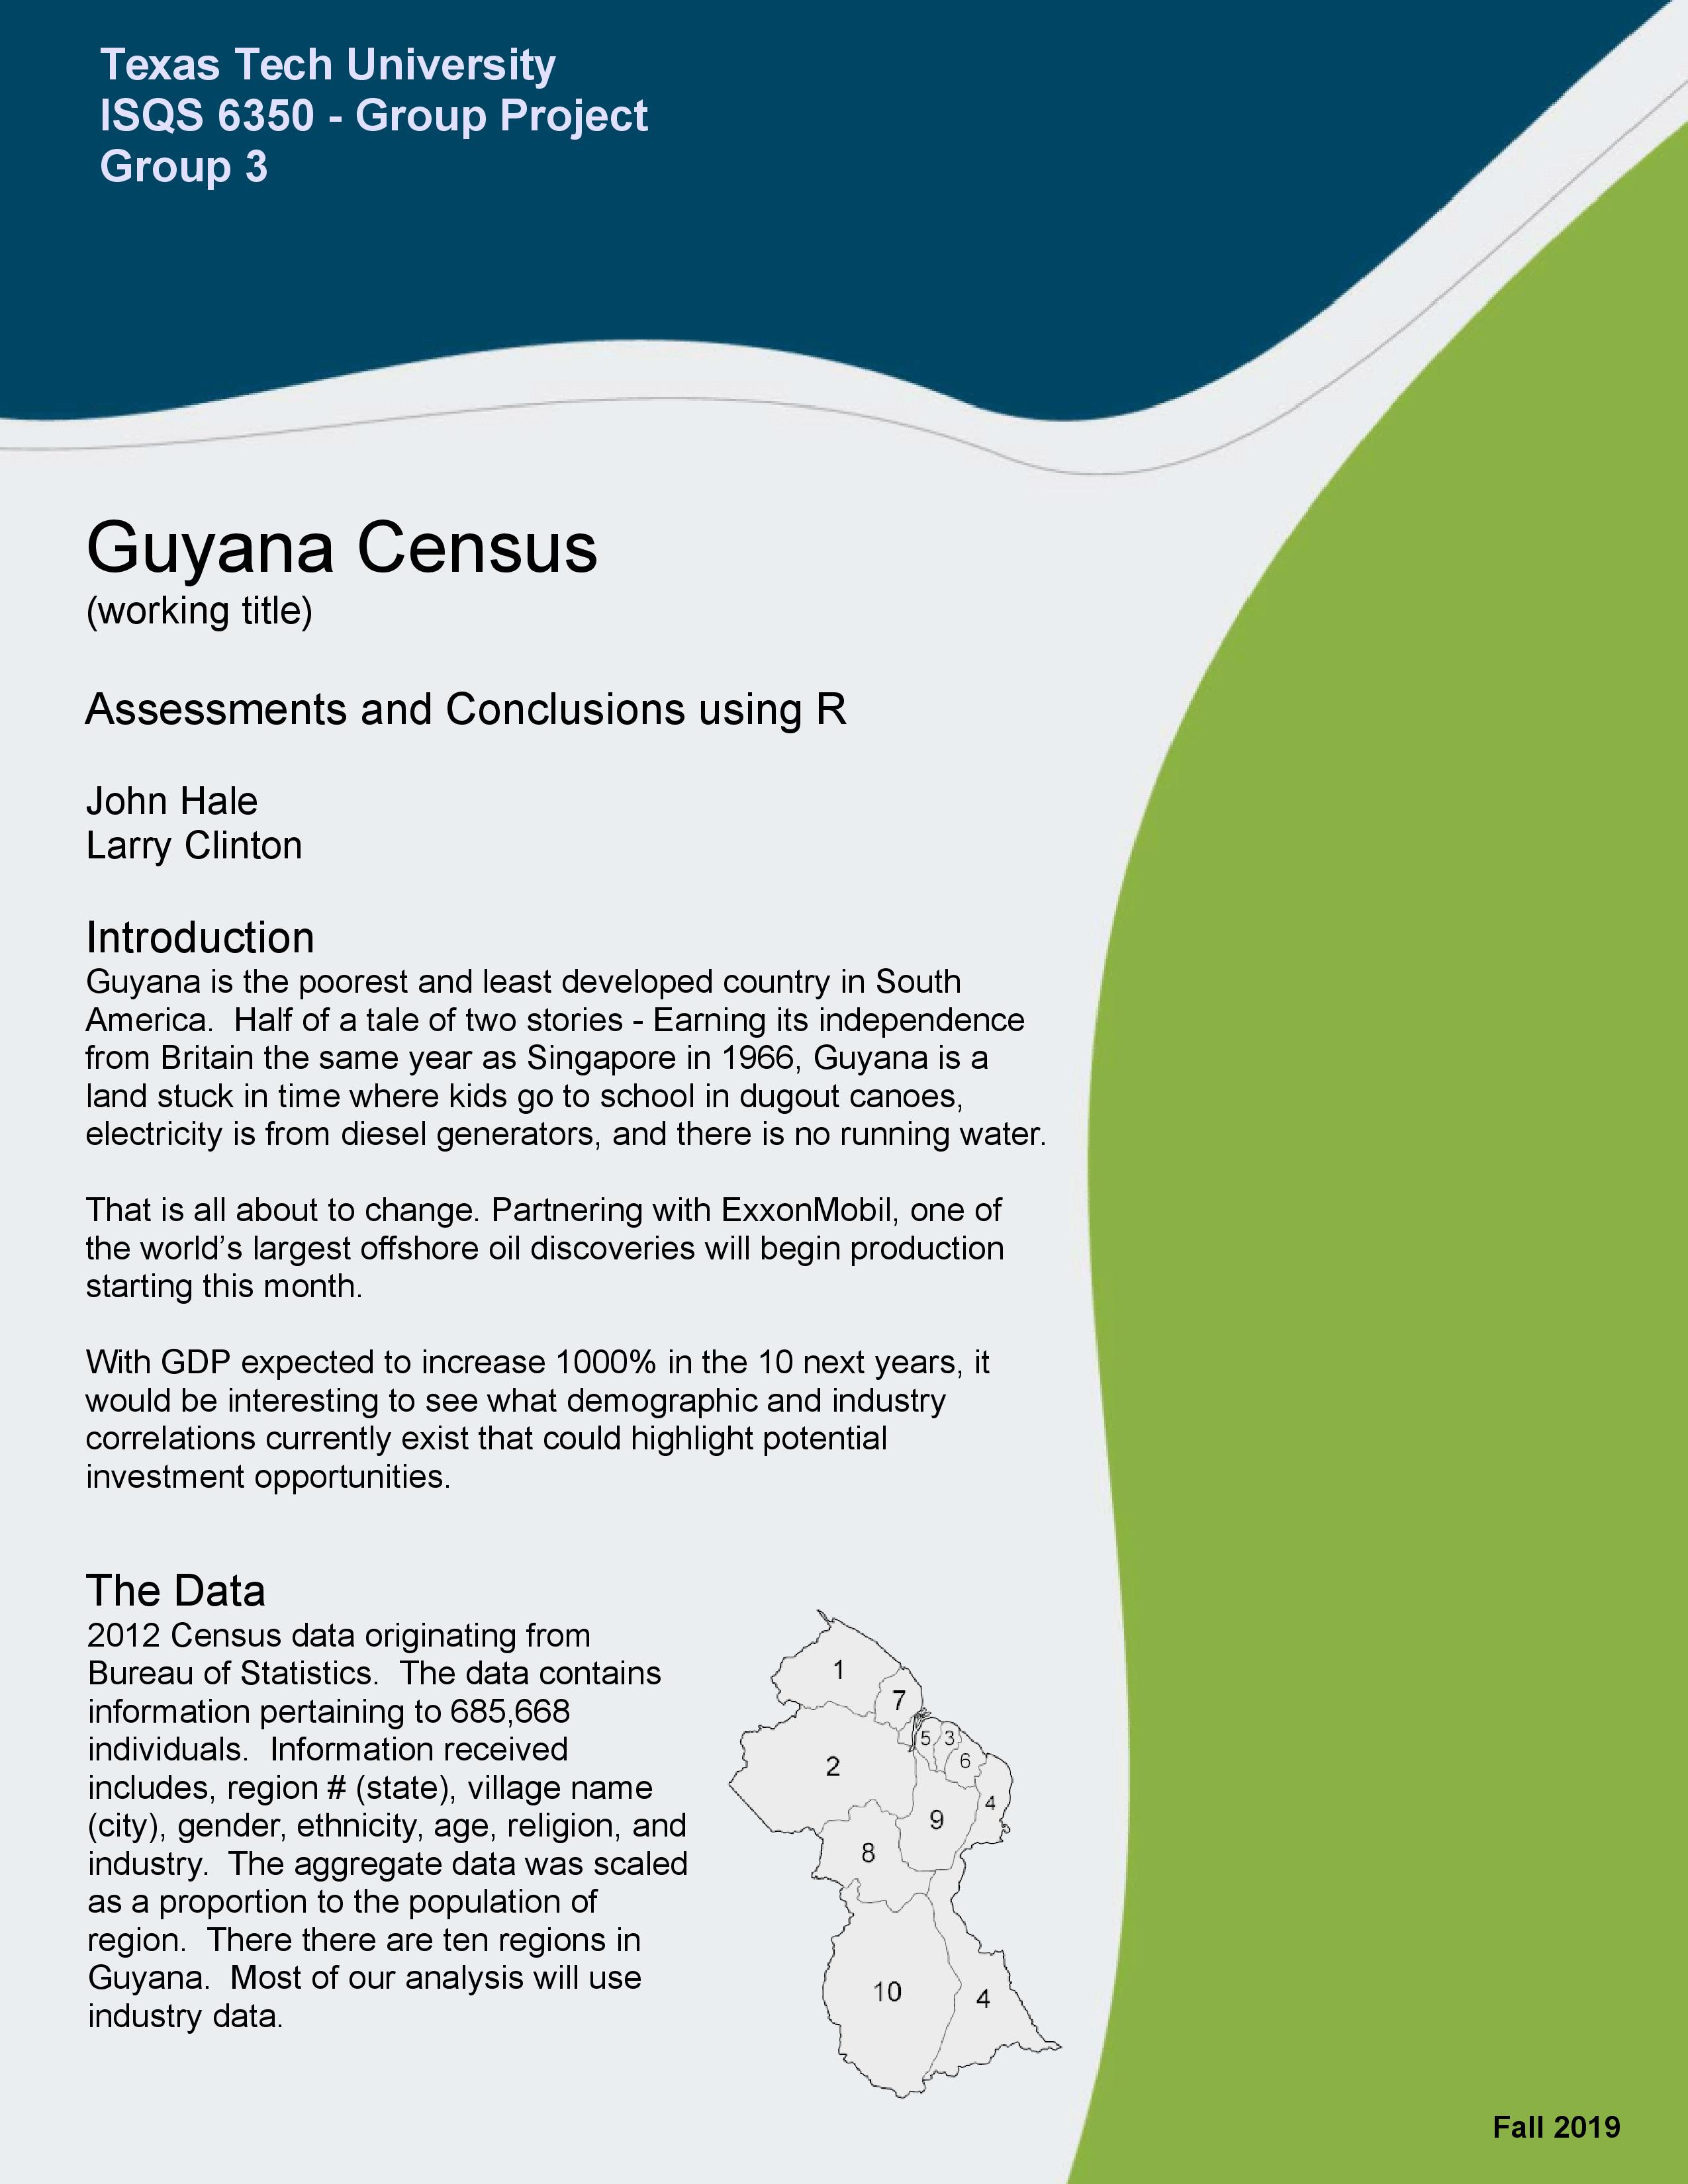 Texas Tech University
ISQS 6350 - Group Project
Group 3
Guyana Census
(working title)
Assessments and Conclusions using R
John Hale
Larry Clinton
Introduction
Guyana is the poorest and least developed country in South
America.  Half of a tale of two stories - Earning its independence
from Britain the same year as Singapore in 1966, Guyana is a
land stuck in time where kids go to school in dugout canoes,
electricity is from diesel generators, and there is no running water.
That is all about to change. Partnering with ExxonMobil, one of
the world's largest offshore oil discoveries will begin production
starting this month.
With GDP expected to increase 1000% in the 10 next years, it
would be interesting to see what demographic and industry
correlations currently exist that could highlight potential
investment opportunities.
The Data
2012 Census data originating from
Bureau of Statistics.  The data contains
information pertaining to 685,668
individuals.  Information received
includes, region # (state), village name
(city), gender, ethnicity, age, religion, and
industry.  The aggregate data was scaled
as a proportion to the population of
region.  There there are ten regions in
Guyana.  Most of our analysis will use
industry data.
1
7
5 3
6
2
4
9
8
10
4
Fall 2019